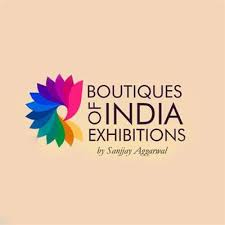 BOUTIQUES
OF INDIA
EXHIBITIONS
by Sanjjay Aggarwal